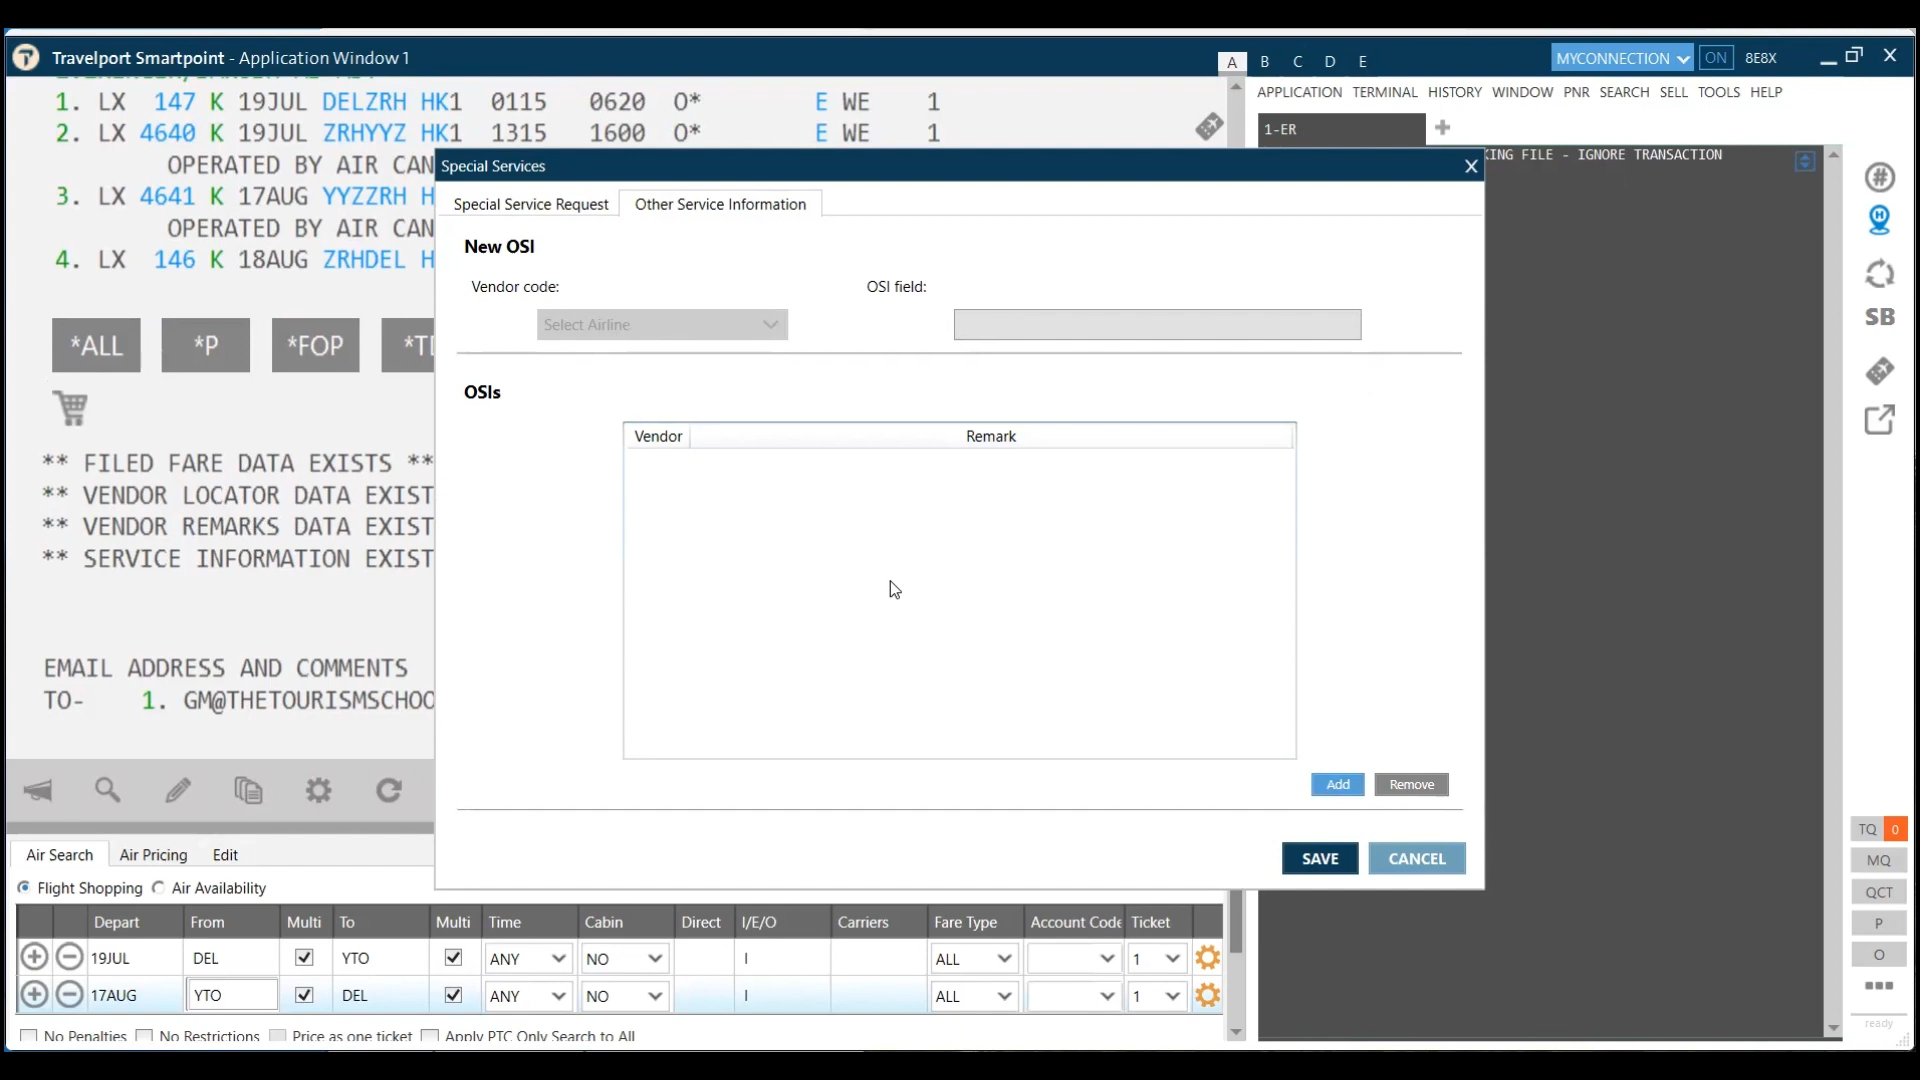 Travelport Smartpoint - Application Window 1
A B C D E
MYCONNECTION ON 8E8X
APPLICATION TERMINAL HISTORY WINDOW PNR SEARCH SELL TOOLS HELP
1-ER
KING FILE - IGNORE TRANSACTION
1. LX 147 K 19JUL DELZRH HK1 0115 0620 O* E WE 1
2. LX 4640 K 19JUL ZRHYYZ HK1 1315 1600 O* E WE 1
OPERATED BY AIR CAN
3. LX 4641 K 17AUG YYZZRH H
OPERATED BY AIR CAN
4. LX 146 K 18AUG ZRHDEL H
*ALL *P *FOP
** FILED FARE DATA EXISTS **
** VENDOR LOCATOR DATA EXIST
** VENDOR REMARKS DATA EXIST
** SERVICE INFORMATION EXIST
EMAIL ADDRESS AND COMMENTS
TO- 1. GM@THETOURISMSCHOO
Special Services X
Special Service Request Other Service Information
New OSI
Vendor code: OSI field:
Select Airline
OSIs
Vendor Remark
Add Remove
SAVE CANCEL
Air Search Air Pricing Edit
Flight Shopping Air Availability
Depart From Multi To Multi Time Cabin Direct I/E/O Carriers Fare Type Account Code Ticket
19JUL DEL YTO ANY NO I ALL 1
17AUG YTO DEL ANY NO I ALL 1
No Penalties No Restrictions Price as one ticket Apply PTC Only Search to All
SB
TQ 0
MQ
QCT
P
O
ready